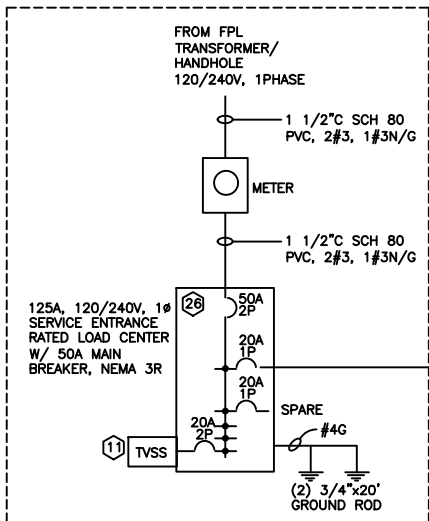 FROM FPL
TRANSFORMER/
HANDHOLE
120/240V, 1PHASE
1 1/2"C SCH 80
PVC, 2#3, 1#3N/G
METER
1 1/2"C SCH 80
PVC, 2#3, 1#3N/G
125A, 120/240V, 1ø
SERVICE ENTRANCE
RATED LOAD CENTER
W/ 50A MAIN
BREAKER, NEMA 3R
26
50A
2P
20A
1P
20A
1P
SPARE
20A
2P
#4G
11
TVSS
(2) 3/4"x20'
GROUND ROD